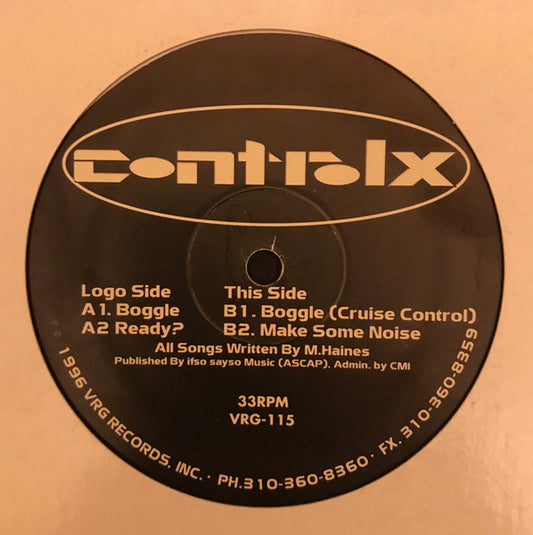 controlx
Logo Side
A1. Boggle
A2 Ready?
This Side
B1. Boggle (Cruise Control)
B2. Make Some Noise
All Songs Written By M.Haines
Published By ifso sayso Music (ASCAP). Admin. by CMI
33RPM
VRG-115
1996 VRG RECORDS, INC. · PH.310-360-8360 · FX. 310-360-8359